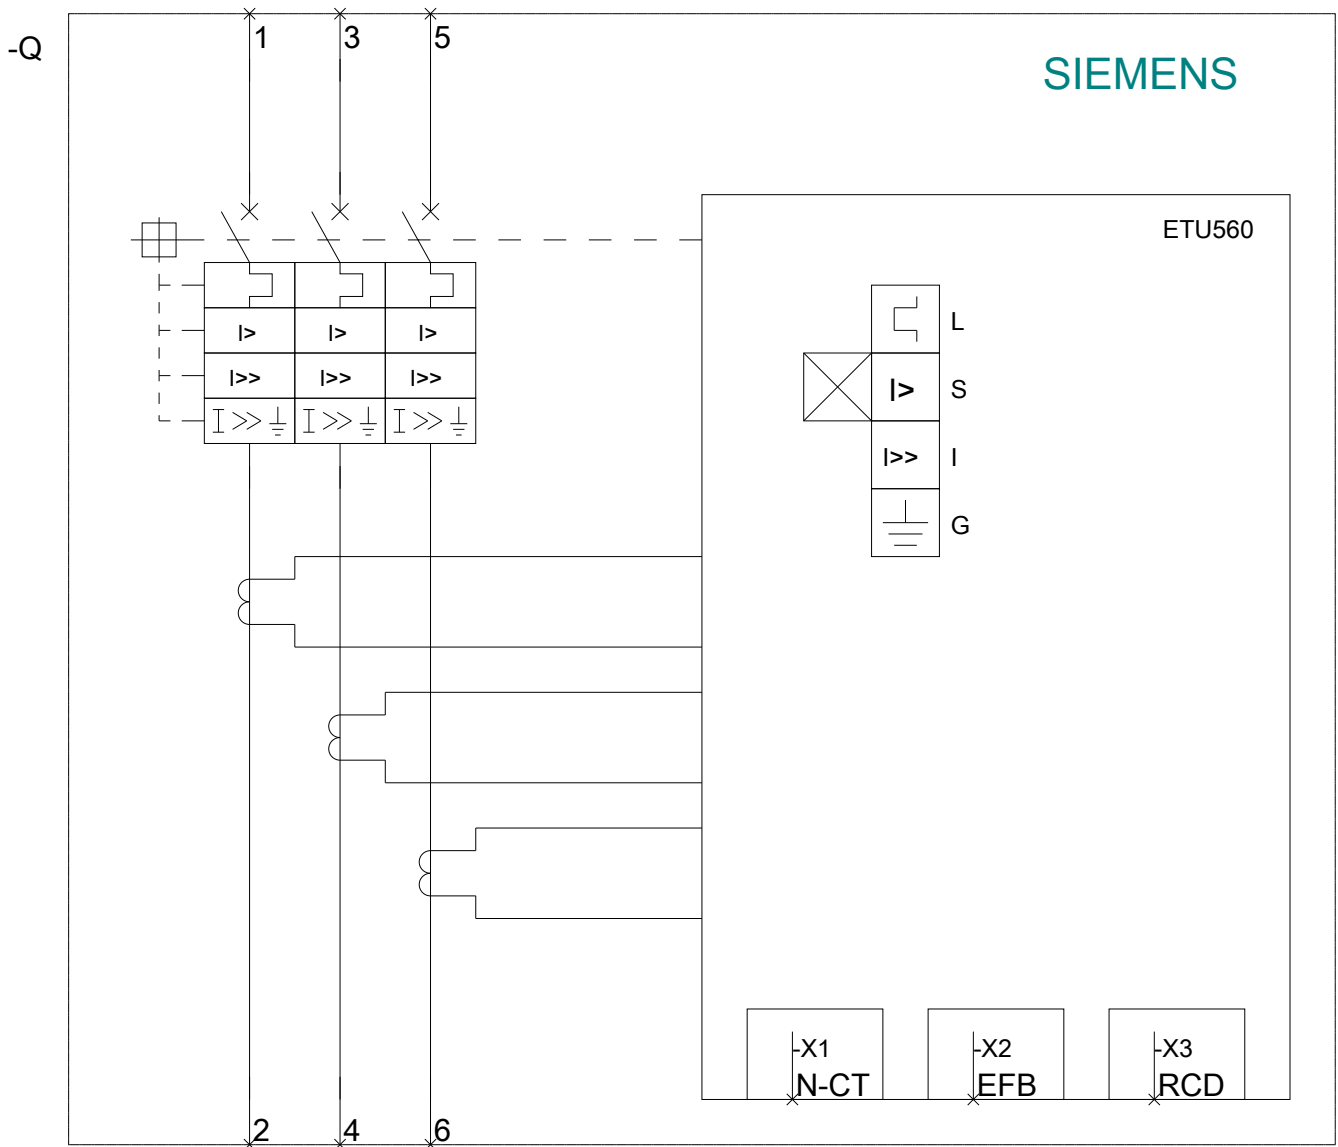 1 3 5
-Q
SIEMENS
ETU560
L
I> I> I>
I>> I>> I>>
I> S
I >> I >> I >>
I>> I
G
-X1 -X2 -X3
N-CT EFB RCD
2 4 6